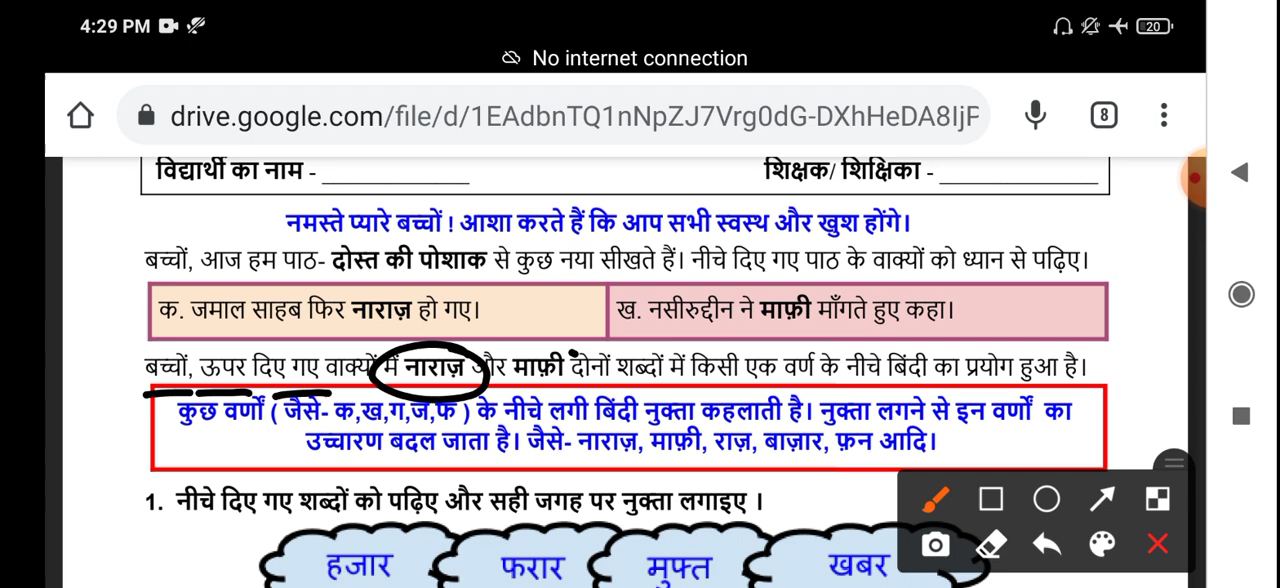 4:29 PM
20
No internet connection
drive.google.com/file/d/1EAdbnTQ1nNpZJ7Vrg0dG-DXhHeDA8IjF
8
विद्यार्थी का नाम - ___________ शिक्षक/ शिक्षिका - ____________
नमस्ते प्यारे बच्चों ! आशा करते हैं कि आप सभी स्वस्थ और खुश होंगे।
बच्चों, आज हम पाठ- दोस्त की पोशाक से कुछ नया सीखते हैं। नीचे दिए गए पाठ के वाक्यों को ध्यान से पढ़िए।
क. जमाल साहब फिर नाराज़ हो गए। ख. नसीरुद्दीन ने माफ़ी माँगते हुए कहा।
बच्चों, ऊपर दिए गए वाक्यों में नाराज़ और माफ़ी दोनों शब्दों में किसी एक वर्ण के नीचे बिंदी का प्रयोग हुआ है।
कुछ वर्णों ( जैसे- क,ख,ग,ज,फ ) के नीचे लगी बिंदी नुक्ता कहलाती है। नुक्ता लगने से इन वर्णों का
उच्चारण बदल जाता है। जैसे- नाराज़, माफ़ी, राज़, बाज़ार, फ़न आदि।
1. नीचे दिए गए शब्दों को पढ़िए और सही जगह पर नुक्ता लगाइए ।
हजार फरार मुफ्त खबर